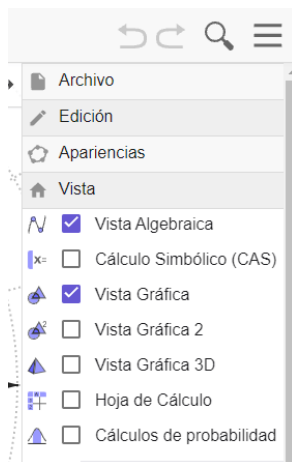 Archivo
Edición
Apariencias
Vista
Vista Algebraica
x= Cálculo Simbólico (CAS)
Vista Gráfica
2 Vista Gráfica 2
Vista Gráfica 3D
Hoja de Cálculo
Cálculos de probabilidad